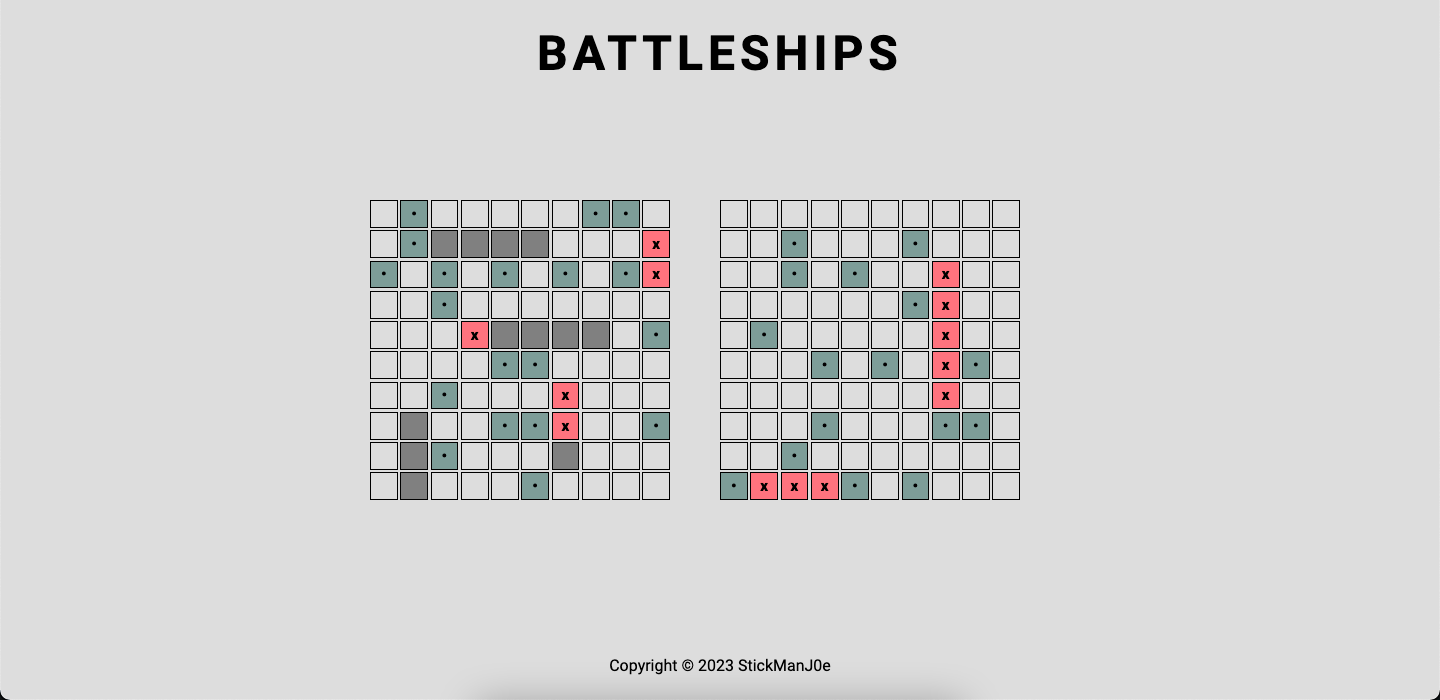 BATTLESHIPS
• • •
• x • •
• • • • • x • • x
• • x
x • • x
• • • • x •
• x x
• • x • • • •
• •
• • x x x • •
Copyright © 2023 StickManJ0e